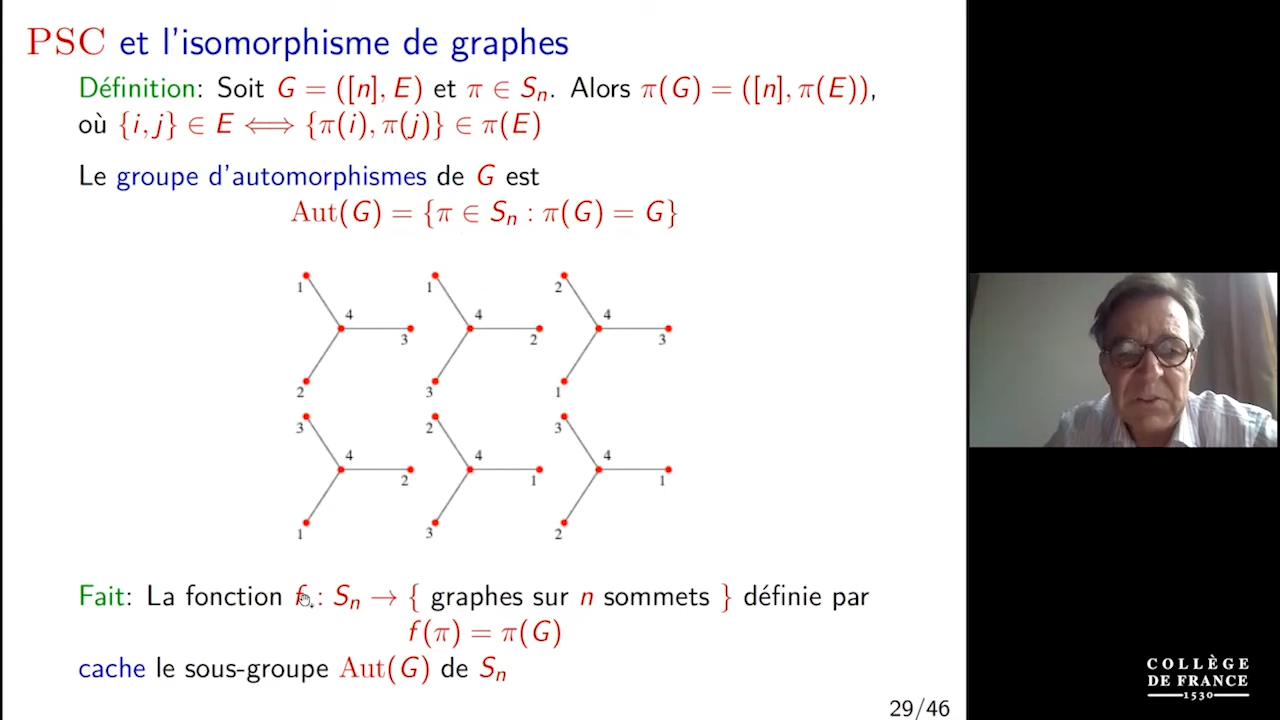 PSC et l'isomorphisme de graphes
Définition: Soit G = ([n], E) et π ∈ Sₙ. Alors π(G) = ([n], π(E)),
où {i, j} ∈ E ⟺ {π(i), π(j)} ∈ π(E)
Le groupe d'automorphismes de G est
Aut(G) = {π ∈ Sₙ : π(G) = G}
1 4 3 2
1 4 2 3
2 4 3 1
3 4 2 1
2 4 1 3
3 4 1 2
Fait: La fonction f : Sₙ → { graphes sur n sommets } définie par
f(π) = π(G)
cache le sous-groupe Aut(G) de Sₙ
29/46
COLLÈGE
DE FRANCE
1530